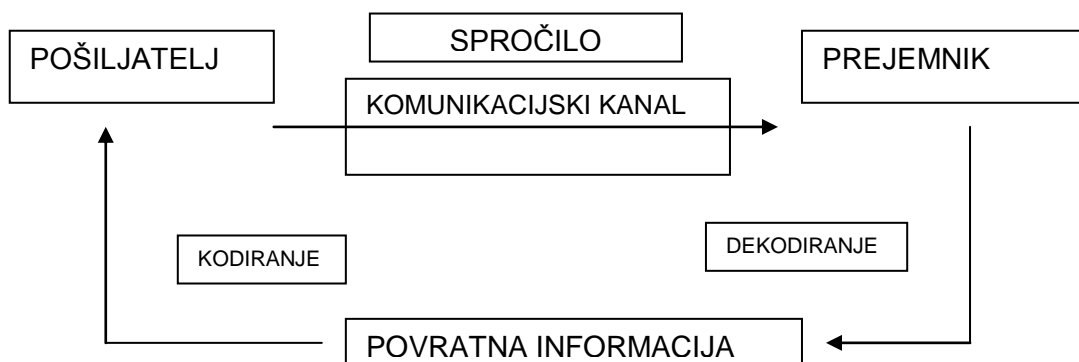 SPROČILO
POŠILJATELJ
PREJEMNIK
KOMUNIKACIJSKI KANAL
KODIRANJE
DEKODIRANJE
POVRATNA INFORMACIJA